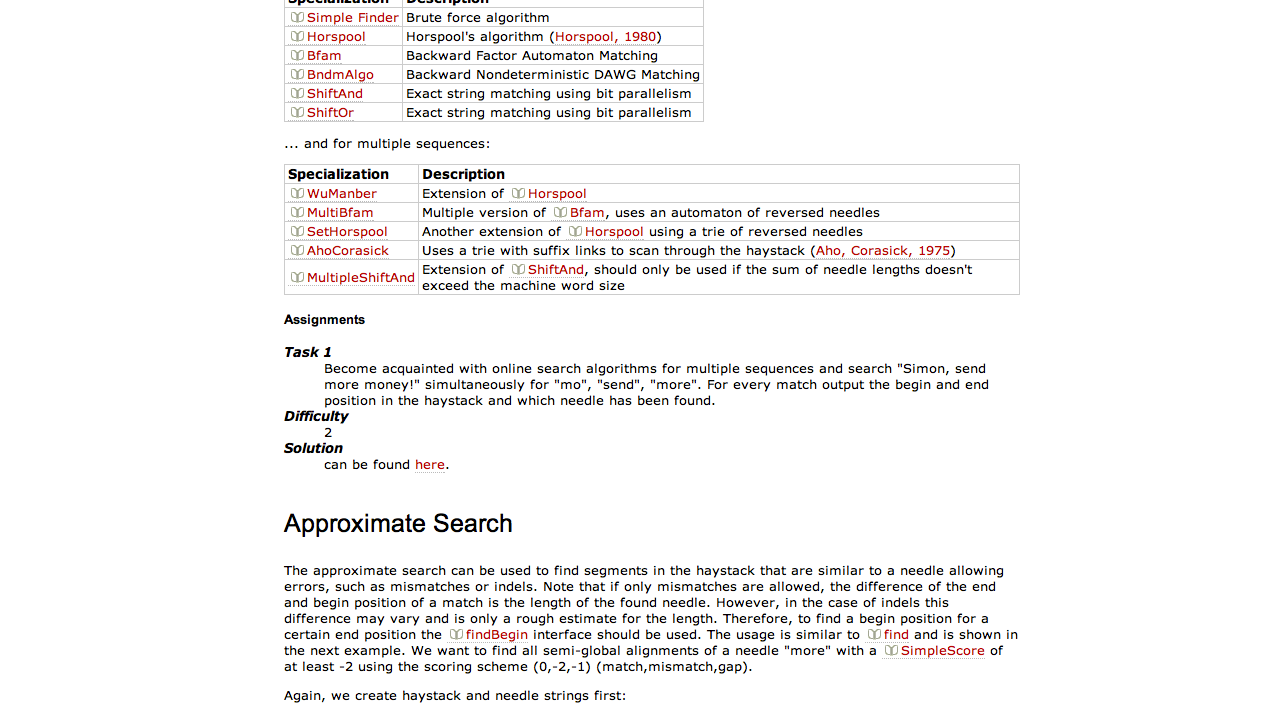 Specialization Description
Simple Finder Brute force algorithm
Horspool Horspool's algorithm (Horspool, 1980)
Bfam Backward Factor Automaton Matching
BndmAlgo Backward Nondeterministic DAWG Matching
ShiftAnd Exact string matching using bit parallelism
ShiftOr Exact string matching using bit parallelism
... and for multiple sequences:
Specialization Description
WuManber Extension of Horspool
MultiBfam Multiple version of Bfam, uses an automaton of reversed needles
SetHorspool Another extension of Horspool using a trie of reversed needles
AhoCorasick Uses a trie with suffix links to scan through the haystack (Aho, Corasick, 1975)
MultipleShiftAnd Extension of ShiftAnd, should only be used if the sum of needle lengths doesn't
exceed the machine word size
Assignments
Task 1
Become acquainted with online search algorithms for multiple sequences and search "Simon, send
more money!" simultaneously for "mo", "send", "more". For every match output the begin and end
position in the haystack and which needle has been found.
Difficulty
2
Solution
can be found here.
Approximate Search
The approximate search can be used to find segments in the haystack that are similar to a needle allowing
errors, such as mismatches or indels. Note that if only mismatches are allowed, the difference of the end
and begin position of a match is the length of the found needle. However, in the case of indels this
difference may vary and is only a rough estimate for the length. Therefore, to find a begin position for a
certain end position the findBegin interface should be used. The usage is similar to find and is shown in
the next example. We want to find all semi-global alignments of a needle "more" with a SimpleScore of
at least -2 using the scoring scheme (0,-2,-1) (match,mismatch,gap).
Again, we create haystack and needle strings first: